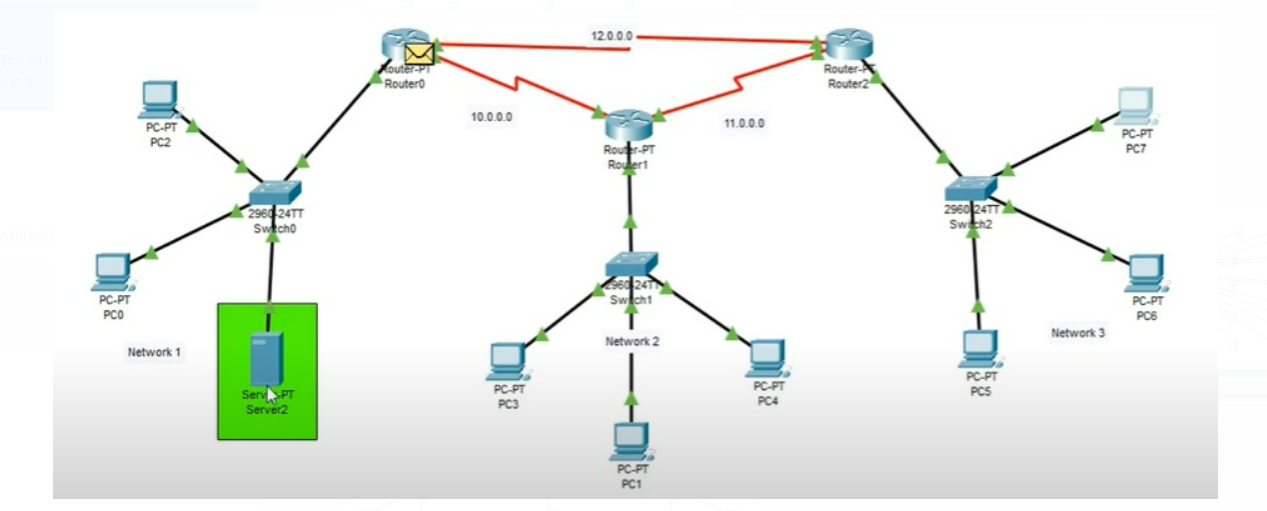 12.0.0.0
Router-PT
Router0
Router-PT
Router2
PC-PT
PC2
10.0.0.0
11.0.0.0
PC-PT
PC7
Router-PT
Router1
2960-24TT
Switch0
2960-24TT
Switch2
PC-PT
PC0
2960-24TT
Switch1
PC-PT
PC6
Network 1
Network 2
Network 3
Server-PT
Server2
PC-PT
PC3
PC-PT
PC4
PC-PT
PC5
PC-PT
PC1